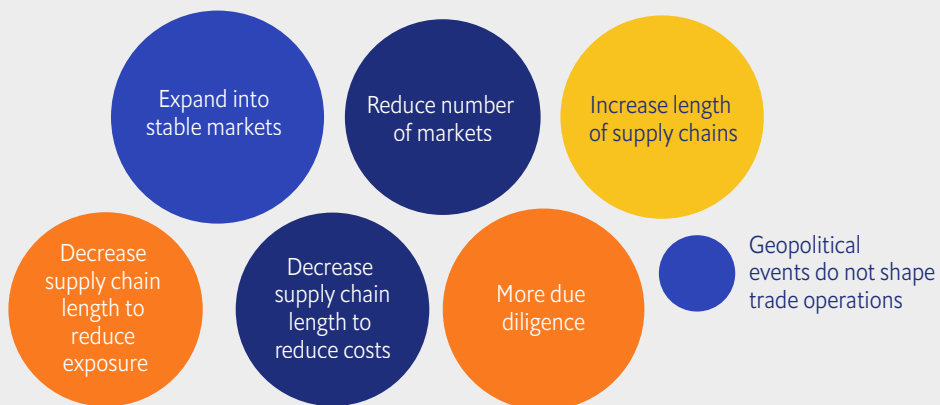 Expand into
stable markets
Reduce number
of markets
Increase length
of supply chains
Decrease
supply chain
length to
reduce
exposure
Decrease
supply chain
length to
reduce costs
More due
diligence
Geopolitical
events do not shape
trade operations